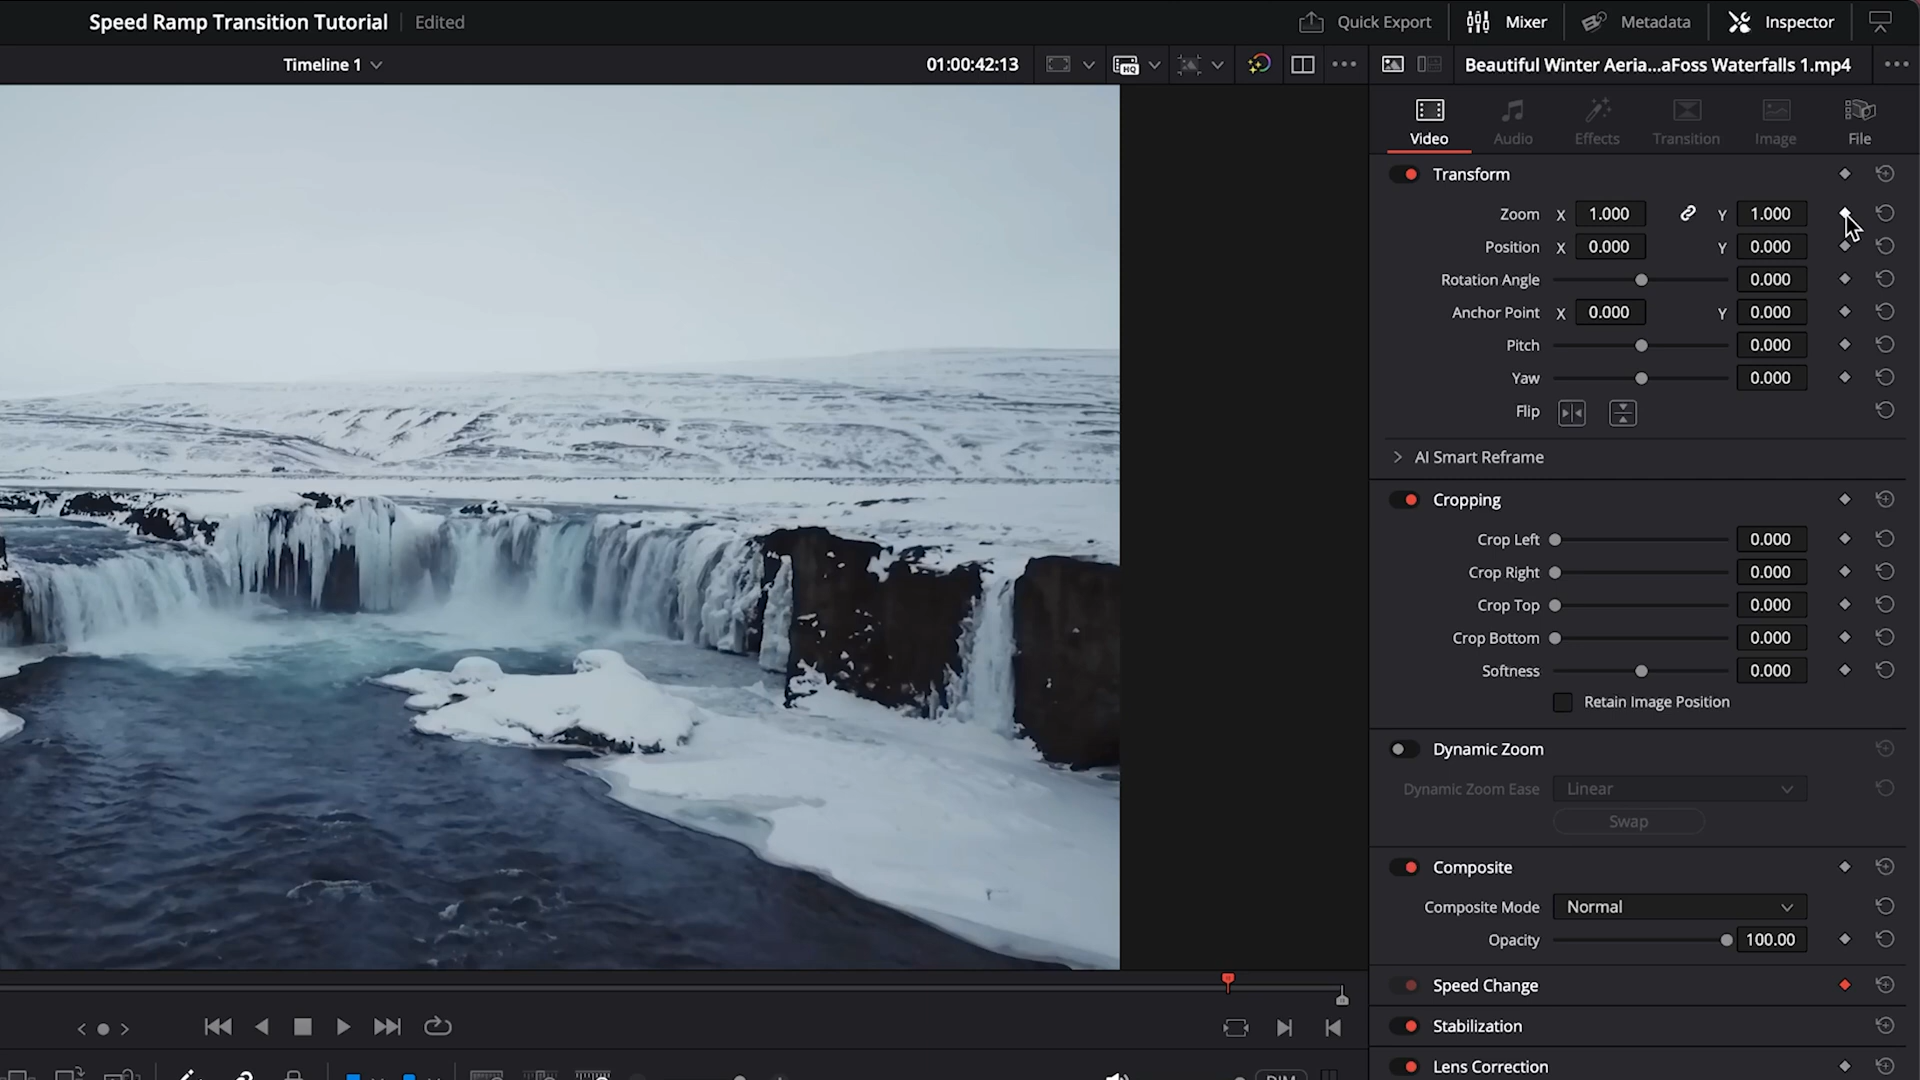 Speed Ramp Transition Tutorial Edited Quick Export Mixer Metadata Inspector
Timeline 1 01:00:42:13 HQ Beautiful Winter Aeria...aFoss Waterfalls 1.mp4
Video Audio Effects Transition Image File
Transform
Zoom X 1.000 Y 1.000
Position X 0.000 Y 0.000
Rotation Angle 0.000
Anchor Point X 0.000 Y 0.000
Pitch 0.000
Yaw 0.000
Flip
AI Smart Reframe
Cropping
Crop Left 0.000
Crop Right 0.000
Crop Top 0.000
Crop Bottom 0.000
Softness 0.000
Retain Image Position
Dynamic Zoom
Dynamic Zoom Ease Linear
Swap
Composite
Composite Mode Normal
Opacity 100.00
Speed Change
Stabilization
Lens Correction
DIM